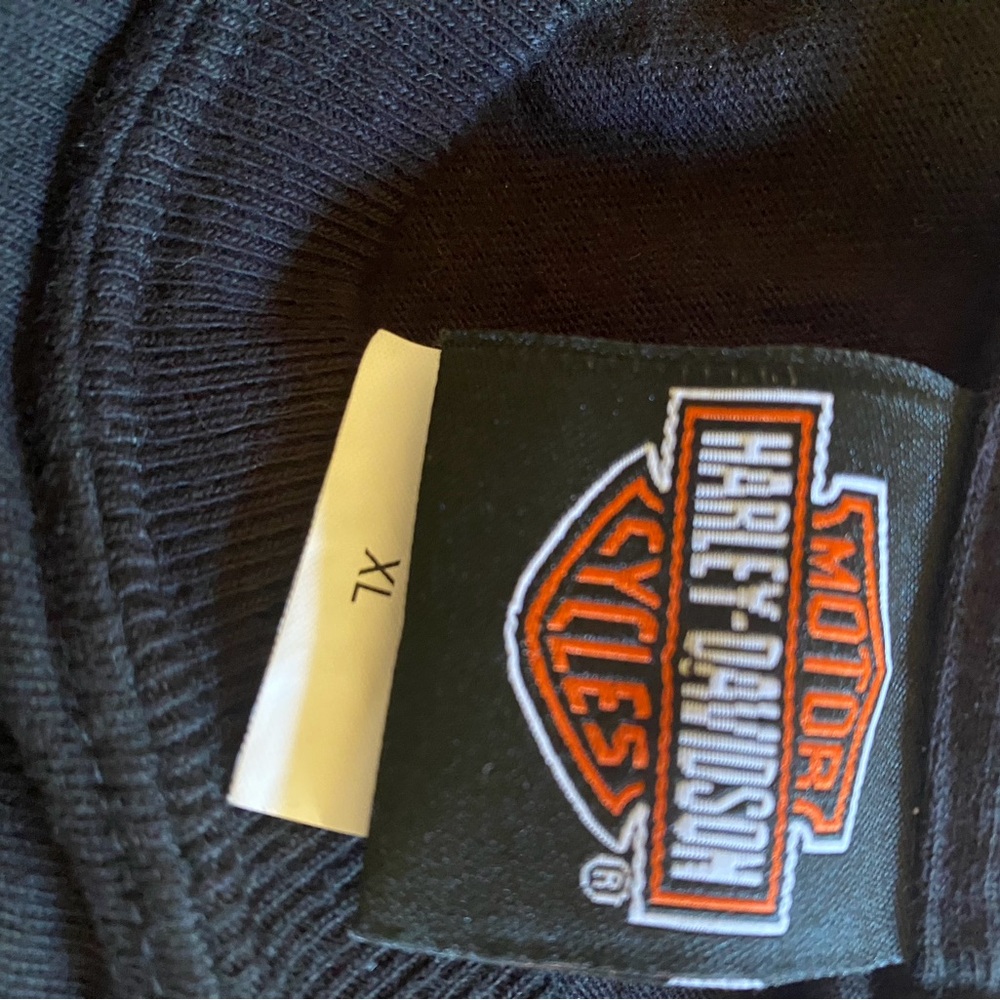 MOTOR
HARLEY-DAVIDSON
CYCLES
®
XL